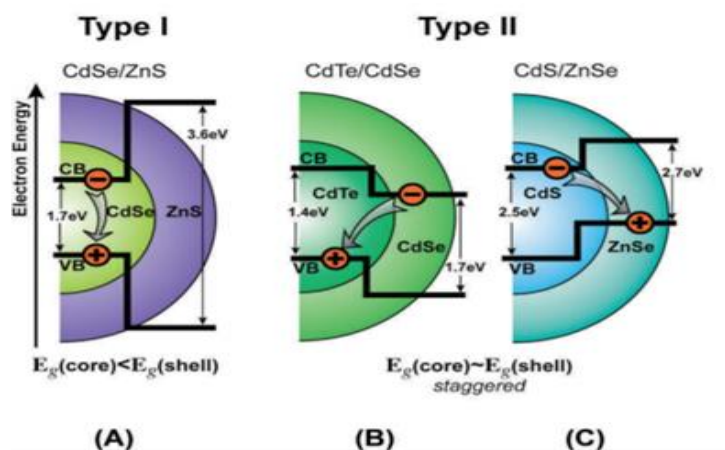 Type I
Type II
CdSe/ZnS
CdTe/CdSe
CdS/ZnSe
Electron Energy
CB
1.7eV
CdSe
ZnS
3.6eV
VB
CB
CdTe
1.4eV
CdSe
VB
1.7eV
CB
CdS
2.5eV
2.7eV
ZnSe
VB
Eg(core)<Eg(shell)
Eg(core)~Eg(shell)
staggered
(A)
(B)
(C)